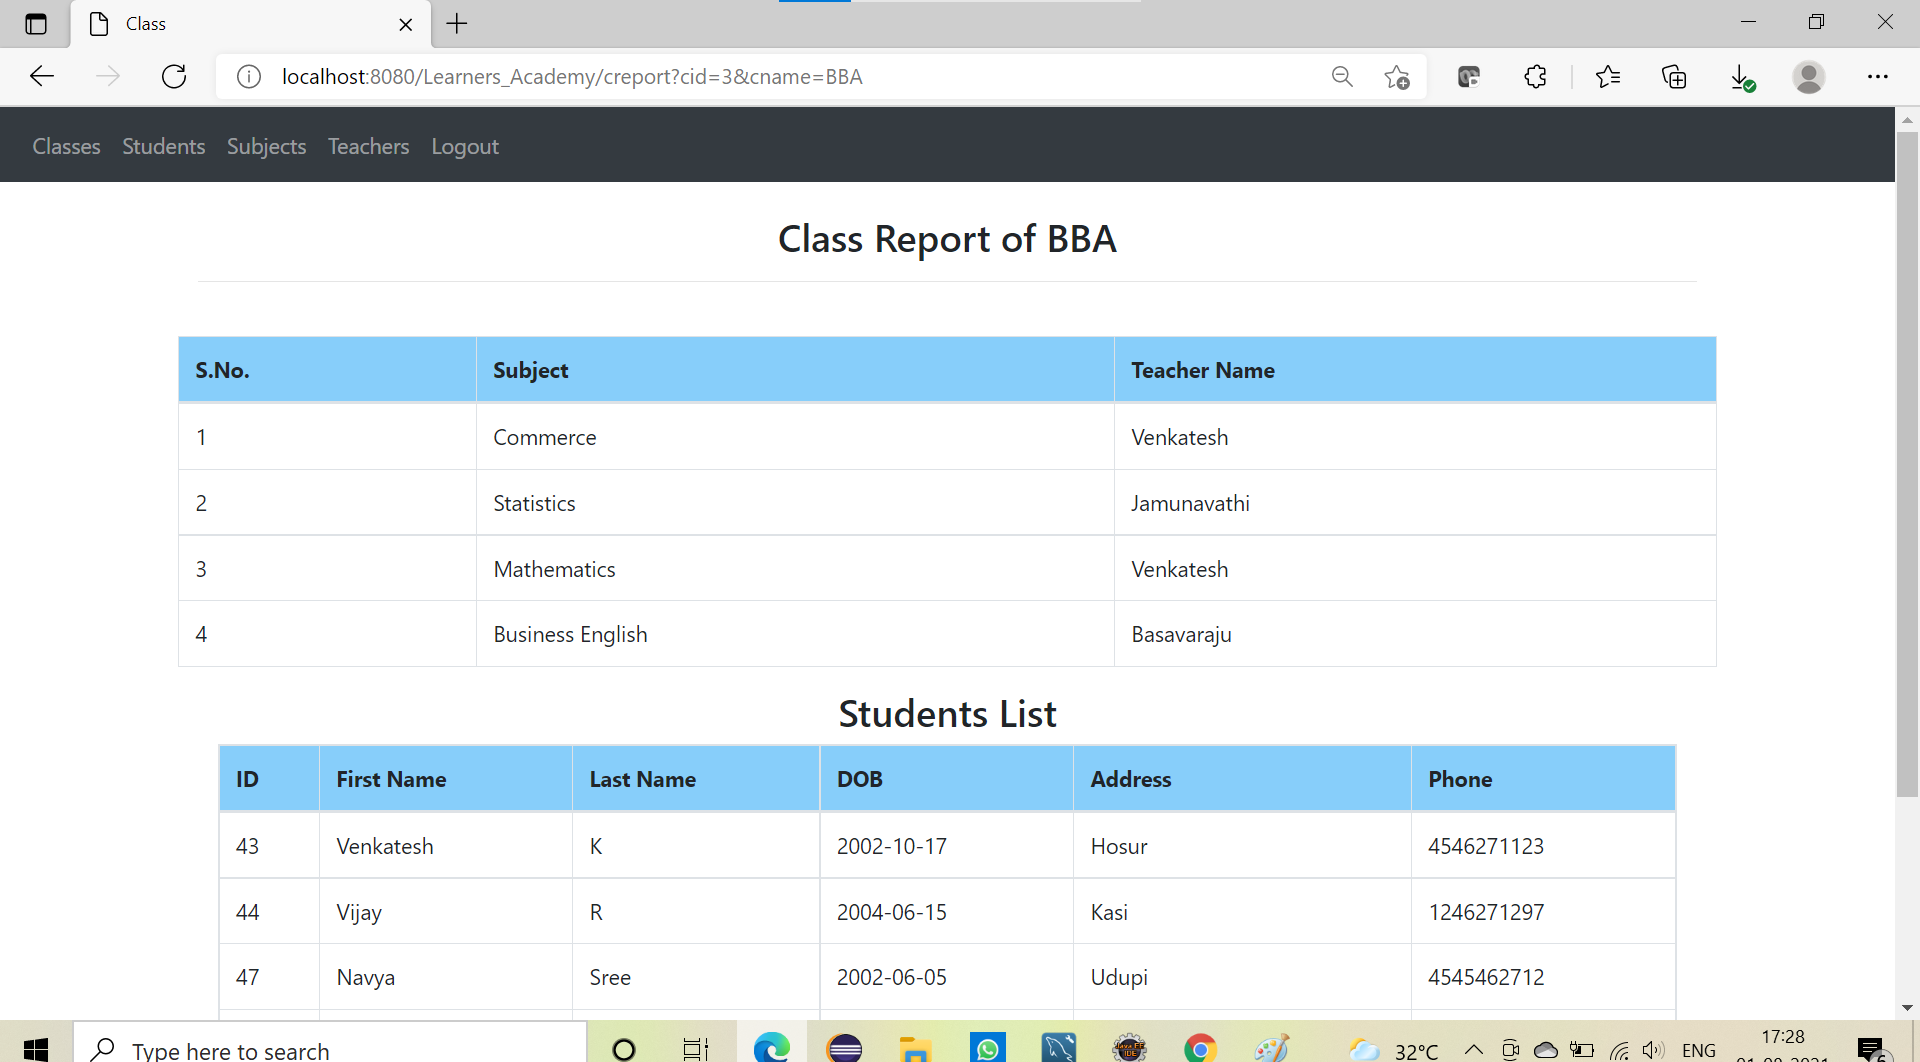 Class
localhost:8080/Learners_Academy/creport?cid=3&cname=BBA
Classes Students Subjects Teachers Logout
Class Report of BBA
S.No. Subject Teacher Name
1 Commerce Venkatesh
2 Statistics Jamunavathi
3 Mathematics Venkatesh
4 Business English Basavaraju
Students List
ID First Name Last Name DOB Address Phone
43 Venkatesh K 2002-10-17 Hosur 4546271123
44 Vijay R 2004-06-15 Kasi 1246271297
47 Navya Sree 2002-06-05 Udupi 4545462712
Type here to search
32°C
ENG
17:28